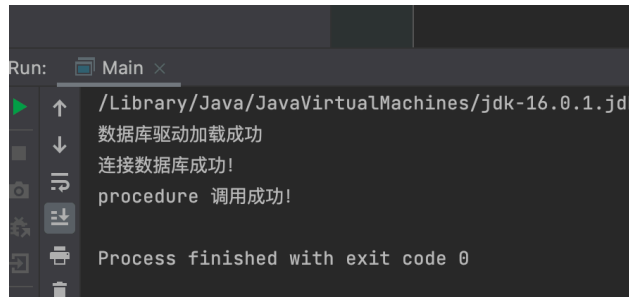 Run: Main ×
/Library/Java/JavaVirtualMachines/jdk-16.0.1.jd
数据库驱动加载成功
连接数据库成功!
procedure 调用成功!
Process finished with exit code 0